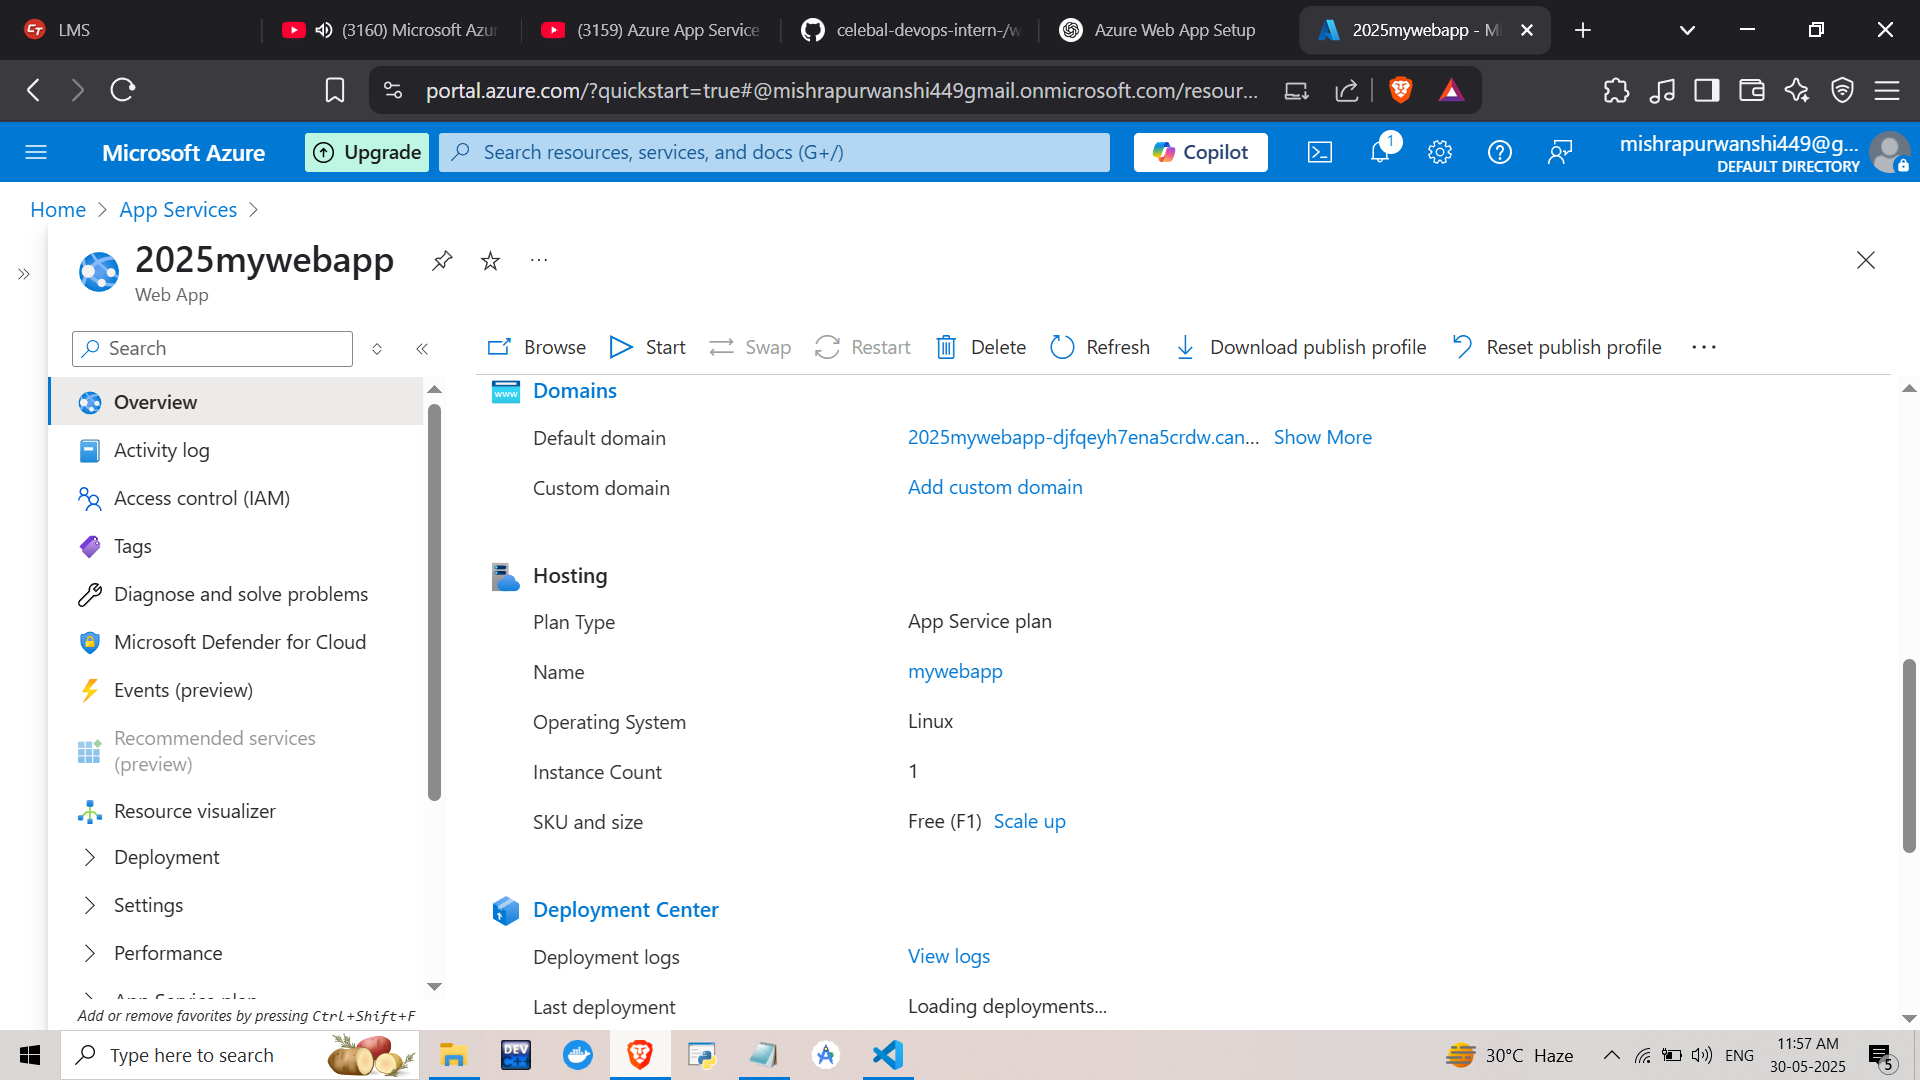 LMS
(3160) Microsoft Azur
(3159) Azure App Service
celebal-devops-intern-/w
Azure Web App Setup
2025mywebapp - Mi
portal.azure.com/?quickstart=true#@mishrapurwanshi449gmail.onmicrosoft.com/resour...
Microsoft Azure
Upgrade
Search resources, services, and docs (G+/)
Copilot
1
mishrapurwanshi449@g...
DEFAULT DIRECTORY
Home
App Services
2025mywebapp
Web App
Search
Browse
Start
Swap
Restart
Delete
Refresh
Download publish profile
Reset publish profile
Overview
Activity log
Access control (IAM)
Tags
Diagnose and solve problems
Microsoft Defender for Cloud
Events (preview)
Recommended services
(preview)
Resource visualizer
Deployment
Settings
Performance
App Service plan
Add or remove favorites by pressing Ctrl+Shift+F
www
Domains
Default domain
2025mywebapp-djfqeyh7ena5crdw.can...
Show More
Custom domain
Add custom domain
Hosting
Plan Type
App Service plan
Name
mywebapp
Operating System
Linux
Instance Count
1
SKU and size
Free (F1)
Scale up
Deployment Center
Deployment logs
View logs
Last deployment
Loading deployments...
Type here to search
DEV
C++
30°C Haze
ENG
11:57 AM
30-05-2025
5